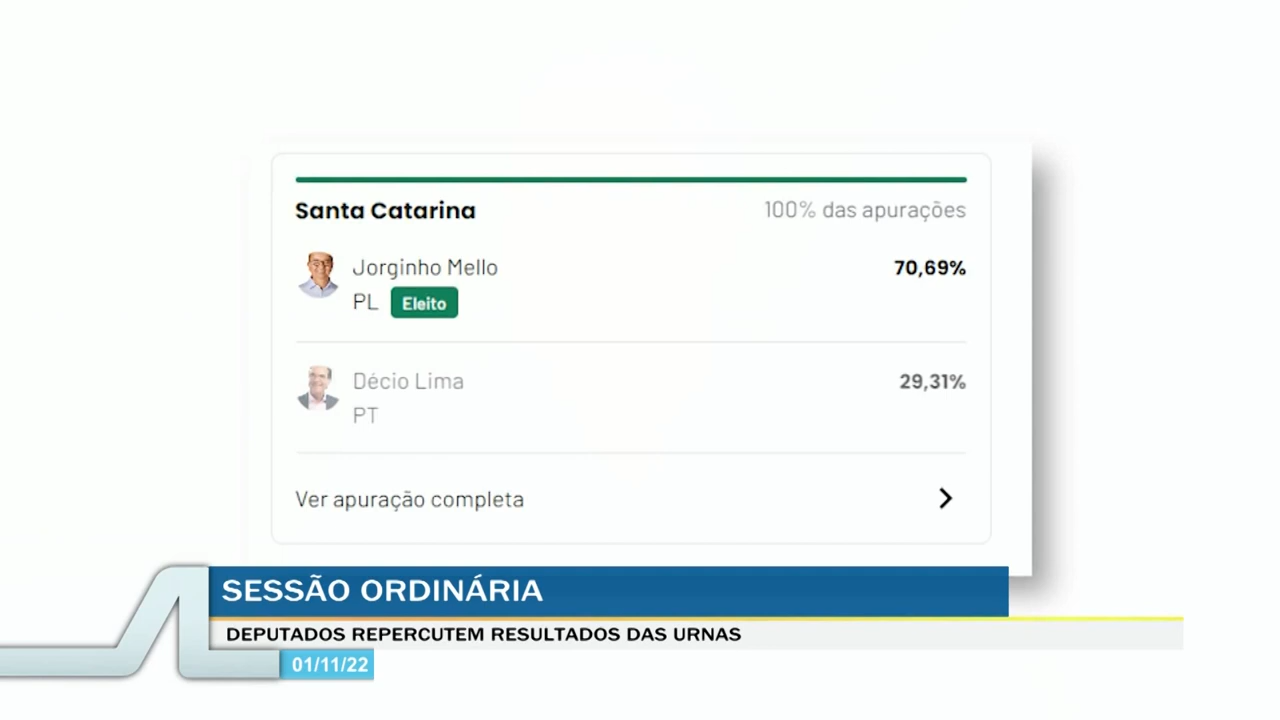 Santa Catarina 100% das apurações
Jorginho Mello 70,69%
PL Eleito
Décio Lima 29,31%
PT
Ver apuração completa
SESSÃO ORDINÁRIA
DEPUTADOS REPERCUTEM RESULTADOS DAS URNAS
01/11/22